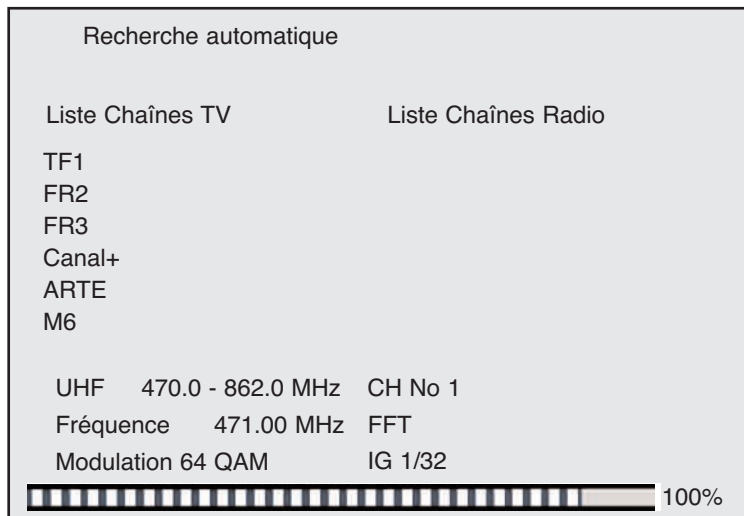 Recherche automatique
Liste Chaînes TV Liste Chaînes Radio
TF1
FR2
FR3
Canal+
ARTE
M6
UHF 470.0 - 862.0 MHz CH No 1
Fréquence 471.00 MHz FFT
Modulation 64 QAM IG 1/32
100%